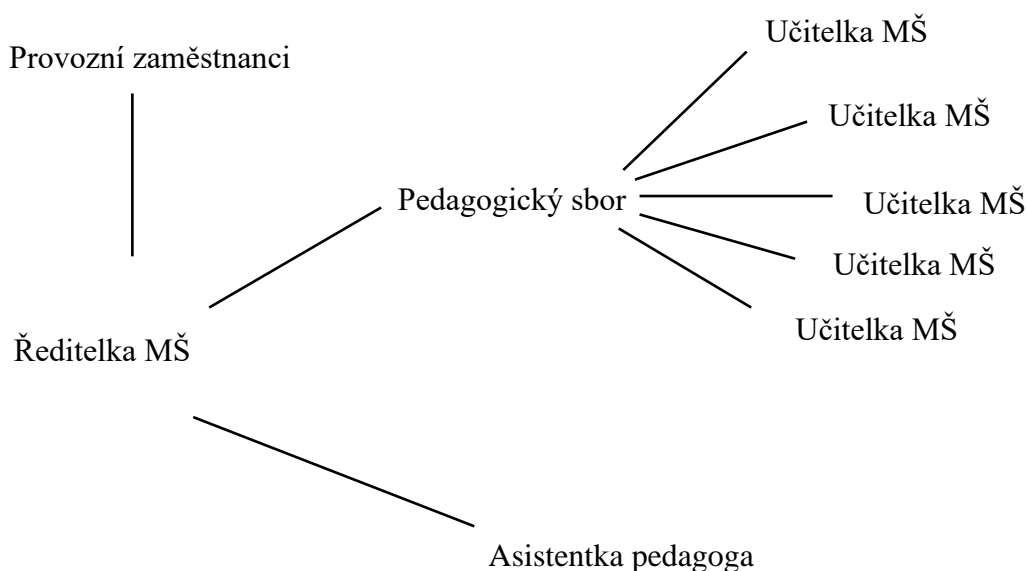 Učitelka MŠ
Provozní zaměstnanci
Učitelka MŠ
Pedagogický sbor
Učitelka MŠ
Učitelka MŠ
Učitelka MŠ
Ředitelka MŠ
Asistentka pedagoga